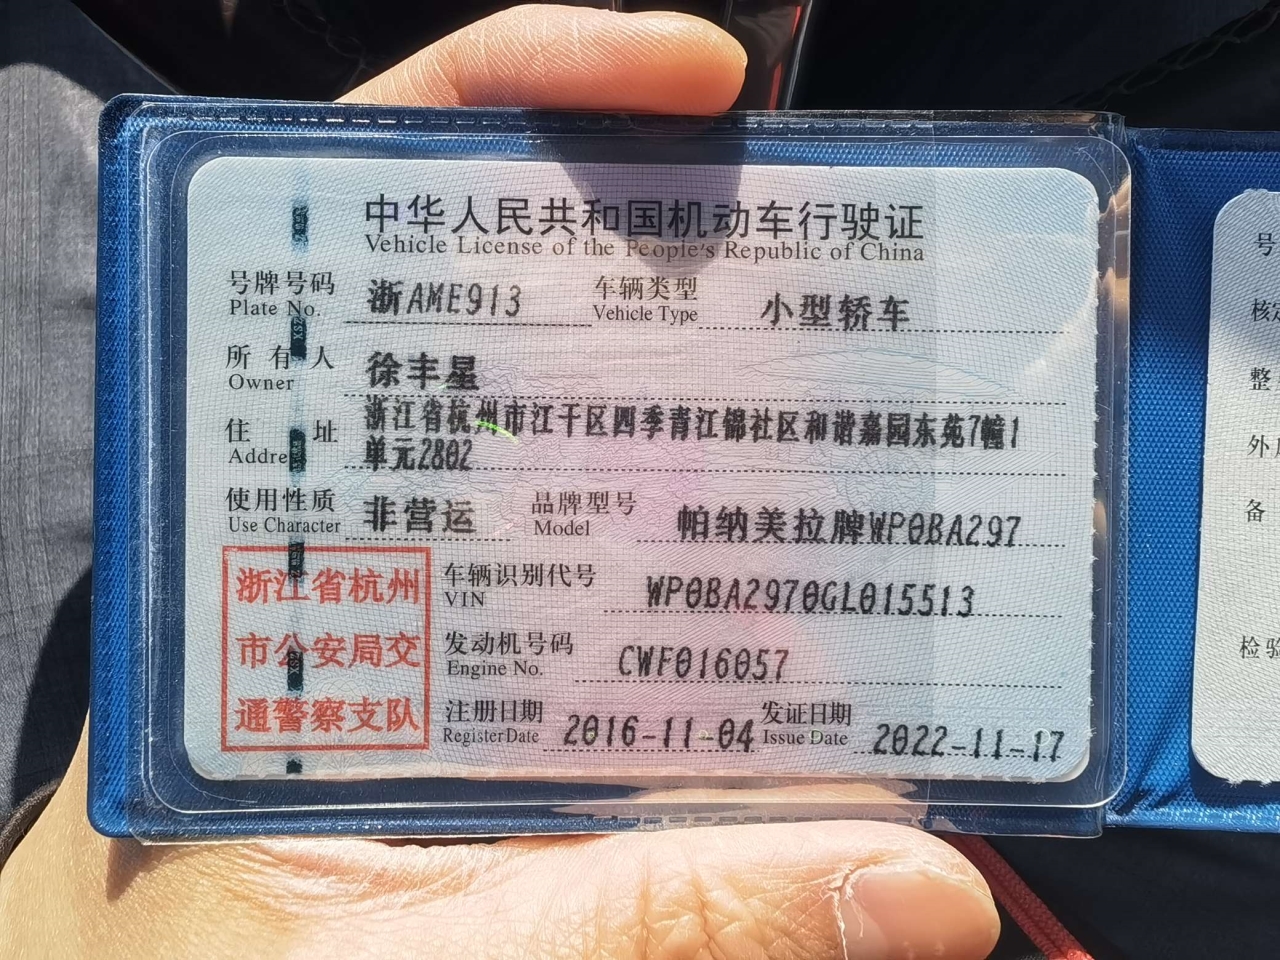 中华人民共和国机动车行驶证
Vehicle License of the People's Republic of China
号牌号码 浙AME913 车辆类型 小型轿车
Plate No. Vehicle Type
所有人 徐丰星
Owner
住址 浙江省杭州市江干区四季青江锦社区和谐嘉园东苑7幢1
Address 单元2802
使用性质 非营运 品牌型号 帕纳美拉牌WP0BA297
Use Character Model
浙江省杭州
市公安局交
通警察支队
车辆识别代号 WP0BA2970GL015513
VIN
发动机号码 CWF016057
Engine No.
注册日期 2016-11-04 发证日期 2022-11-17
Register Date Issue Date
号
核定
整
外
备
检验